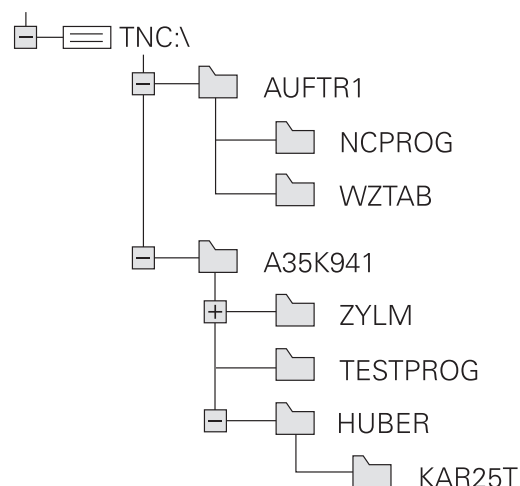 TNC:\
AUFTR1
NCPROG
WZTAB
A35K941
ZYLM
TESTPROG
HUBER
KAR25T